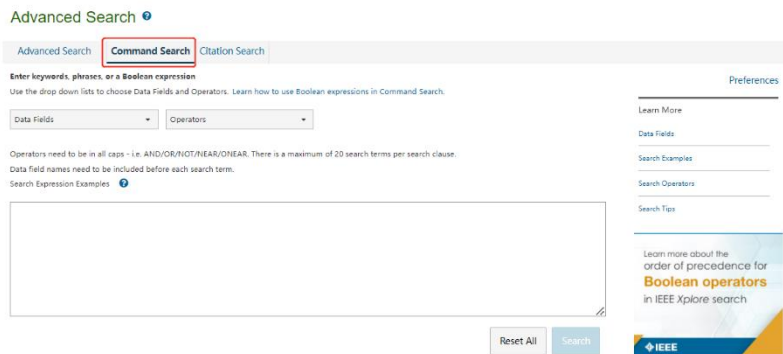 Advanced Search ?
Advanced Search Command Search Citation Search
Enter keywords, phrases, or a Boolean expression
Use the drop down lists to choose Data Fields and Operators. Learn how to use Boolean expressions in Command Search.
Data Fields Operators
Operators need to be in all caps - i.e. AND/OR/NOT/NEAR/ONEAR. There is a maximum of 20 search terms per search clause.
Data field names need to be included before each search term.
Search Expression Examples ?
Reset All Search
Preferences
Learn More
Data Fields
Search Examples
Search Operators
Search Tips
Learn more about the
order of precedence for
Boolean operators
in IEEE Xplore search
IEEE